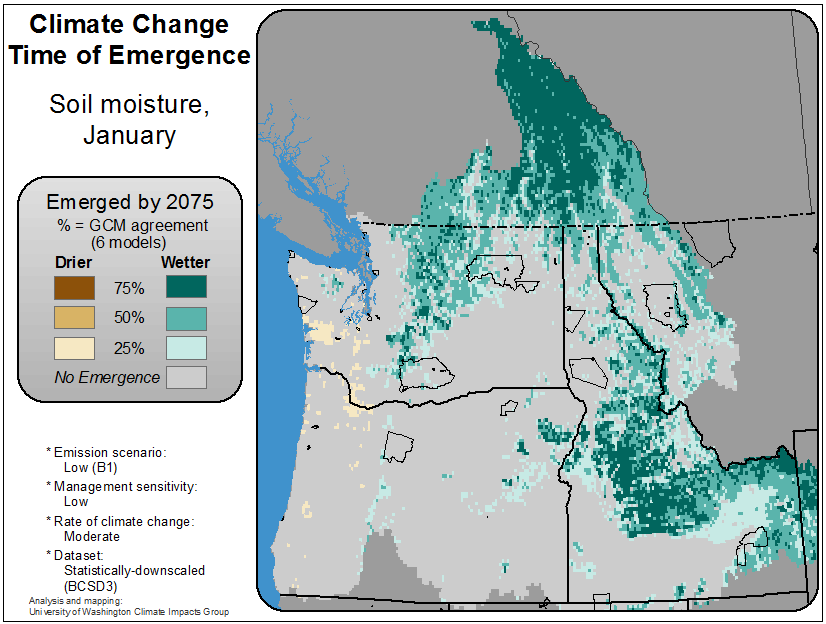 Climate Change
Time of Emergence
Soil moisture,
January
Emerged by 2075
% = GCM agreement
(6 models)
Drier Wetter
75%
50%
25%
No Emergence
* Emission scenario:
Low (B1)
* Management sensitivity:
Low
* Rate of climate change:
Moderate
* Dataset:
Statistically-downscaled
(BCSD3)
Analysis and mapping:
University of Washington Climate Impacts Group